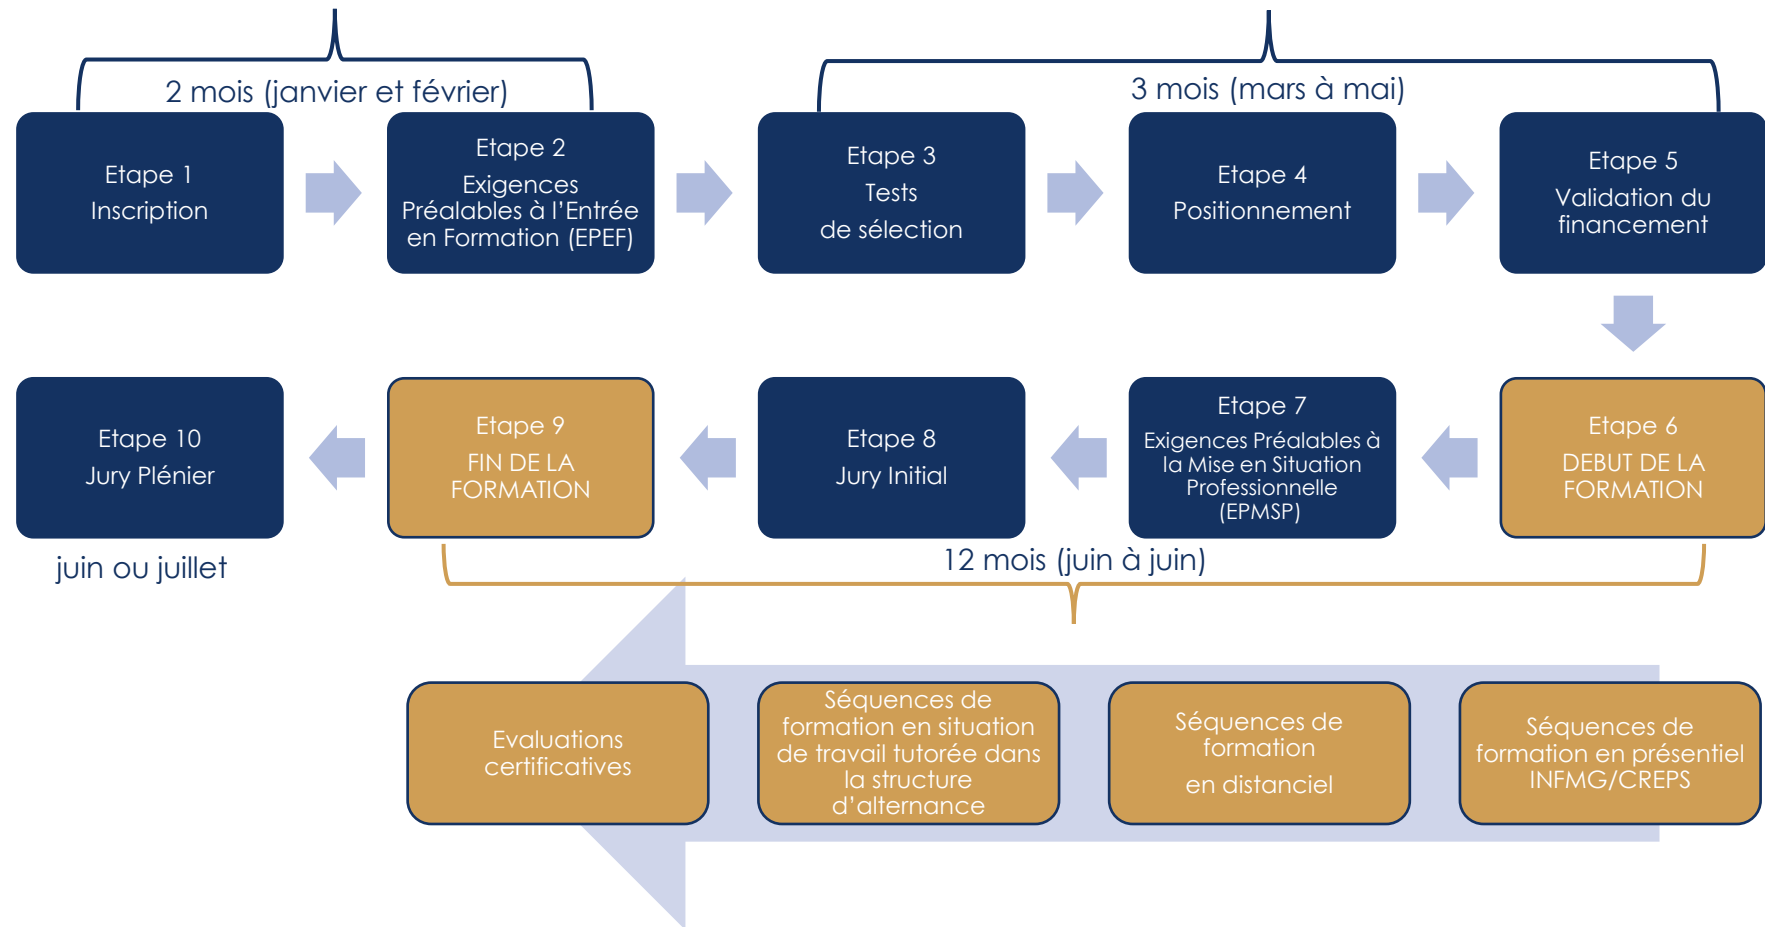 2 mois (janvier et février)
3 mois (mars à mai)
Etape 1
Inscription
Etape 2
Exigences
Préalables à l’Entrée
en Formation (EPEF)
Etape 3
Tests
de sélection
Etape 4
Positionnement
Etape 5
Validation du
financement
Etape 6
DEBUT DE LA
FORMATION
Etape 7
Exigences Préalables à
la Mise en Situation
Professionnelle
(EPMSP)
Etape 8
Jury Initial
Etape 9
FIN DE LA
FORMATION
Etape 10
Jury Plénier
juin ou juillet
12 mois (juin à juin)
Séquences de
formation en présentiel
INFMG/CREPS
Séquences de
formation
en distanciel
Séquences de
formation en situation
de travail tutorée dans
la structure
d’alternance
Evaluations
certificatives